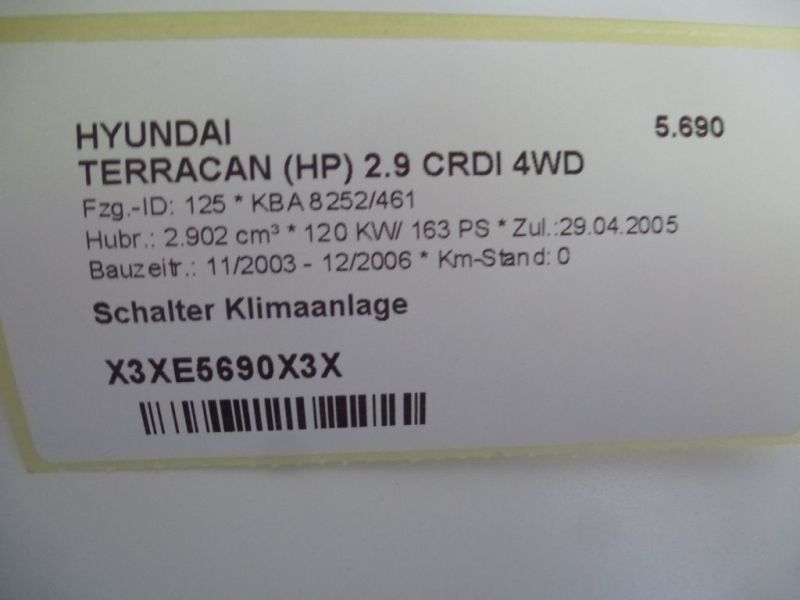 HYUNDAI 5.690
TERRACAN (HP) 2.9 CRDI 4WD
Fzg.-ID: 125 * KBA 8252/461
Hubr.: 2.902 cm³ * 120 KW/ 163 PS * Zul.:29.04.2005
Bauzeitr.: 11/2003 - 12/2006 * Km-Stand: 0
Schalter Klimaanlage
X3XE5690X3X